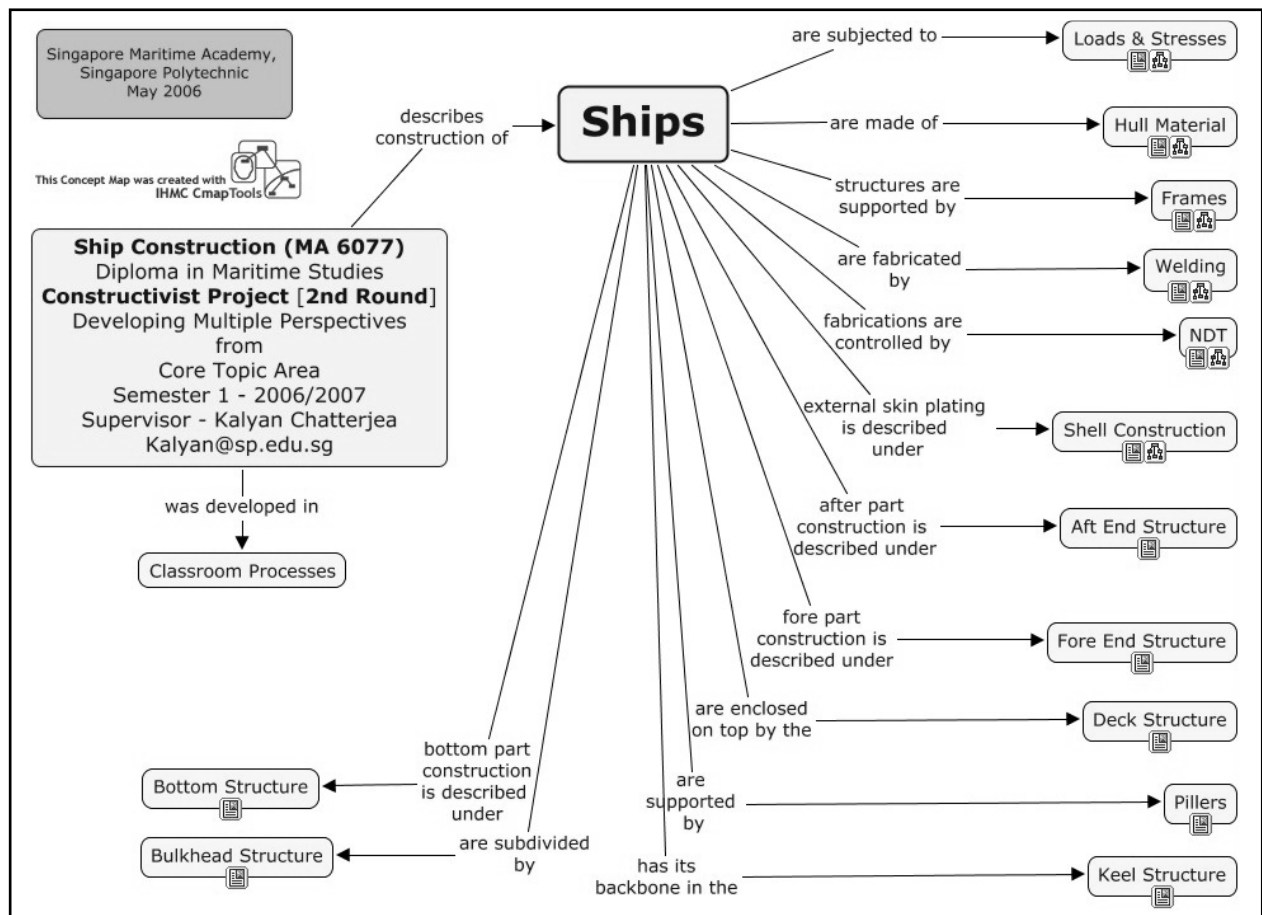 Singapore Maritime Academy,
Singapore Polytechnic
May 2006
This Concept Map was created with
IHMC CmapTools
Ship Construction (MA 6077)
Diploma in Maritime Studies
Constructivist Project [2nd Round]
Developing Multiple Perspectives
from
Core Topic Area
Semester 1 - 2006/2007
Supervisor - Kalyan Chatterjea
Kalyan@sp.edu.sg
was developed in
Classroom Processes
describes
construction of
Ships
are subjected to
Loads & Stresses
are made of
Hull Material
structures are
supported by
Frames
are fabricated
by
Welding
fabrications are
controlled by
NDT
external skin plating
is described
under
Shell Construction
after part
construction is
described under
Aft End Structure
fore part
construction is
described under
Fore End Structure
are enclosed
on top by the
Deck Structure
are
supported
by
Pillers
has its
backbone in the
Keel Structure
bottom part
construction
is described
under
Bottom Structure
are subdivided
by
Bulkhead Structure